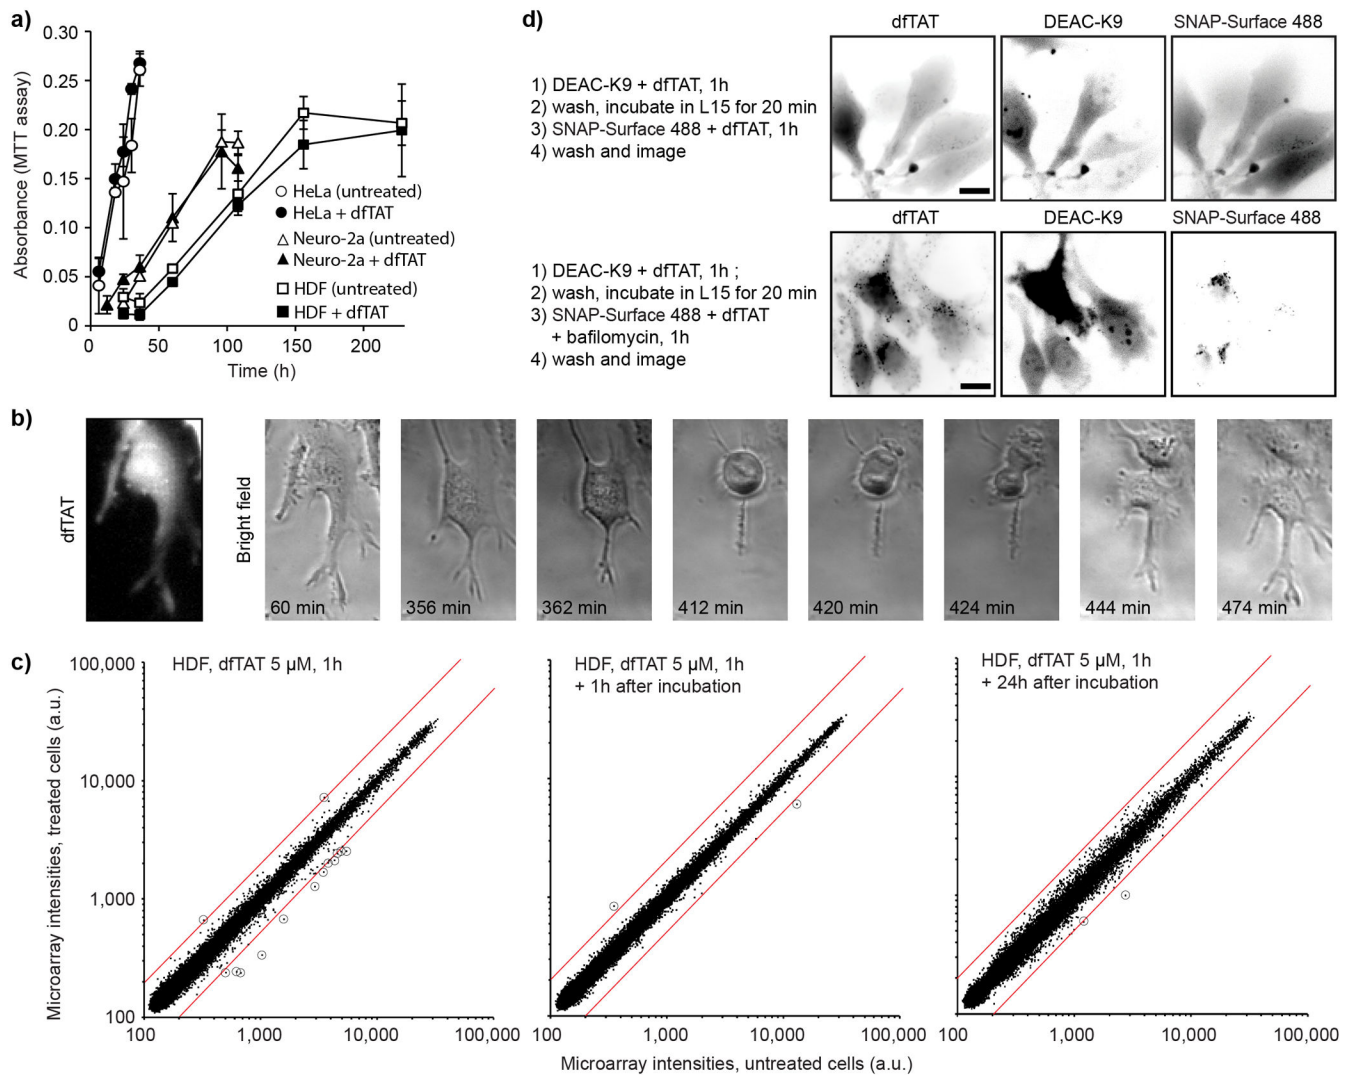 a)
0.30
0.25
0.20
0.15
0.10
0.05
0
Absorbance (MTT assay)
0 50 100 150 200
Time (h)
HeLa (untreated)
HeLa + dfTAT
Neuro-2a (untreated)
Neuro-2a + dfTAT
HDF (untreated)
HDF + dfTAT
d)
dfTAT DEAC-K9 SNAP-Surface 488
1) DEAC-K9 + dfTAT, 1h
2) wash, incubate in L15 for 20 min
3) SNAP-Surface 488 + dfTAT, 1h
4) wash and image
dfTAT DEAC-K9 SNAP-Surface 488
1) DEAC-K9 + dfTAT, 1h ;
2) wash, incubate in L15 for 20 min
3) SNAP-Surface 488 + dfTAT
+ bafilomycin, 1h
4) wash and image
b)
dfTAT
Bright field
60 min 356 min 362 min 412 min 420 min 424 min 444 min 474 min
c)
HDF, dfTAT 5 µM, 1h
100,000
10,000
1,000
100
Microarray intensities, treated cells (a.u.)
100 1,000 10,000 100,000
HDF, dfTAT 5 µM, 1h
+ 1h after incubation
100 1,000 10,000 100,000
HDF, dfTAT 5 µM, 1h
+ 24h after incubation
100 1,000 10,000 100,000
Microarray intensities, untreated cells (a.u.)